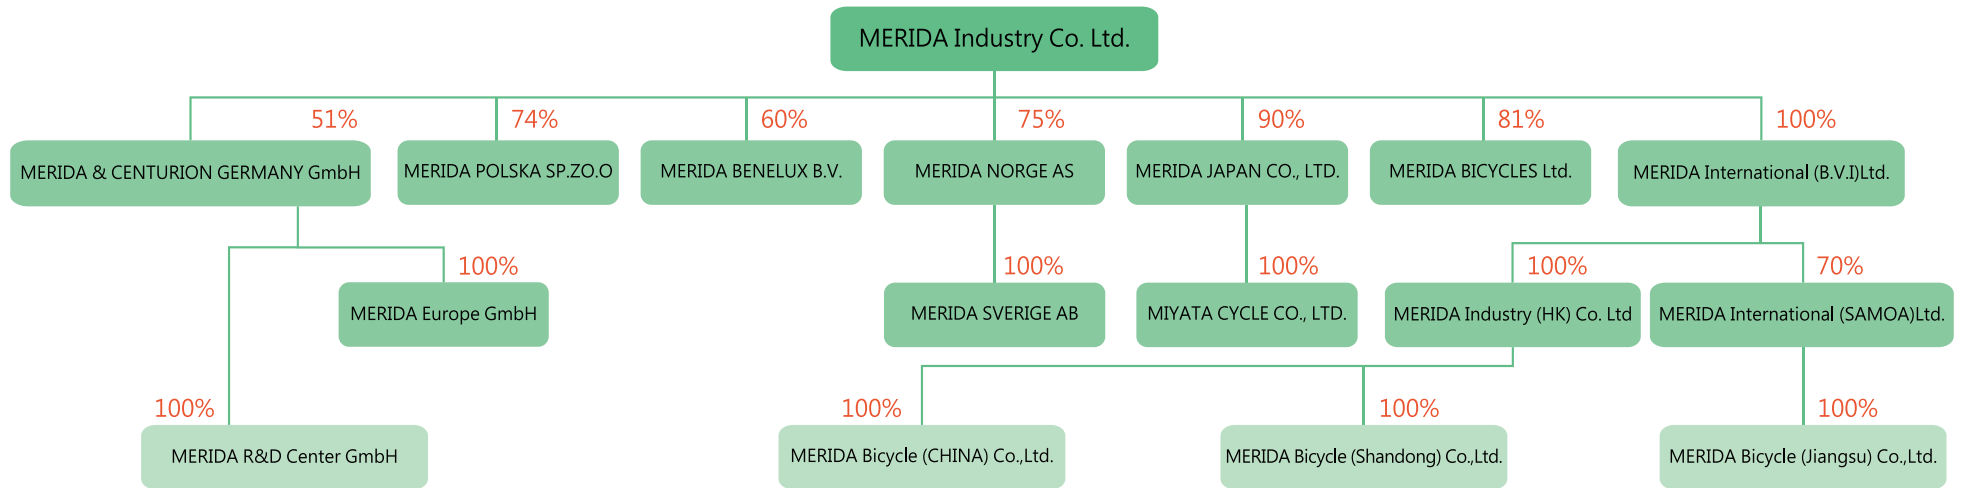 MERIDA Industry Co. Ltd.
51%
74%
60%
75%
90%
81%
100%
MERIDA & CENTURION GERMANY GmbH
MERIDA POLSKA SP.ZO.O
MERIDA BENELUX B.V.
MERIDA NORGE AS
MERIDA JAPAN CO., LTD.
MERIDA BICYCLES Ltd.
MERIDA International (B.V.I)Ltd.
100%
100%
100%
100%
70%
MERIDA Europe GmbH
MERIDA SVERIGE AB
MIYATA CYCLE CO., LTD.
MERIDA Industry (HK) Co. Ltd
MERIDA International (SAMOA)Ltd.
100%
100%
100%
100%
MERIDA R&D Center GmbH
MERIDA Bicycle (CHINA) Co.,Ltd.
MERIDA Bicycle (Shandong) Co.,Ltd.
MERIDA Bicycle (Jiangsu) Co.,Ltd.